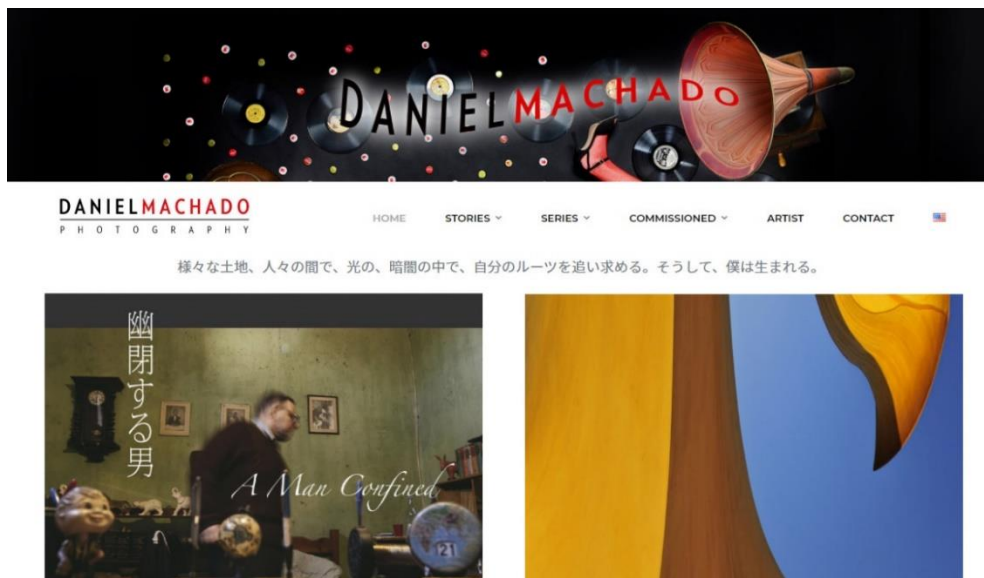 DANIELMACHADO
DANIELMACHADO
PHOTOGRAPHY
HOME STORIES SERIES COMMISSIONED ARTIST CONTACT
様々な土地、人々の間で、光の、暗闇の中で、自分のルーツを追い求める。そうして、僕は生まれる。
幽閉する男
A Man Confined
121